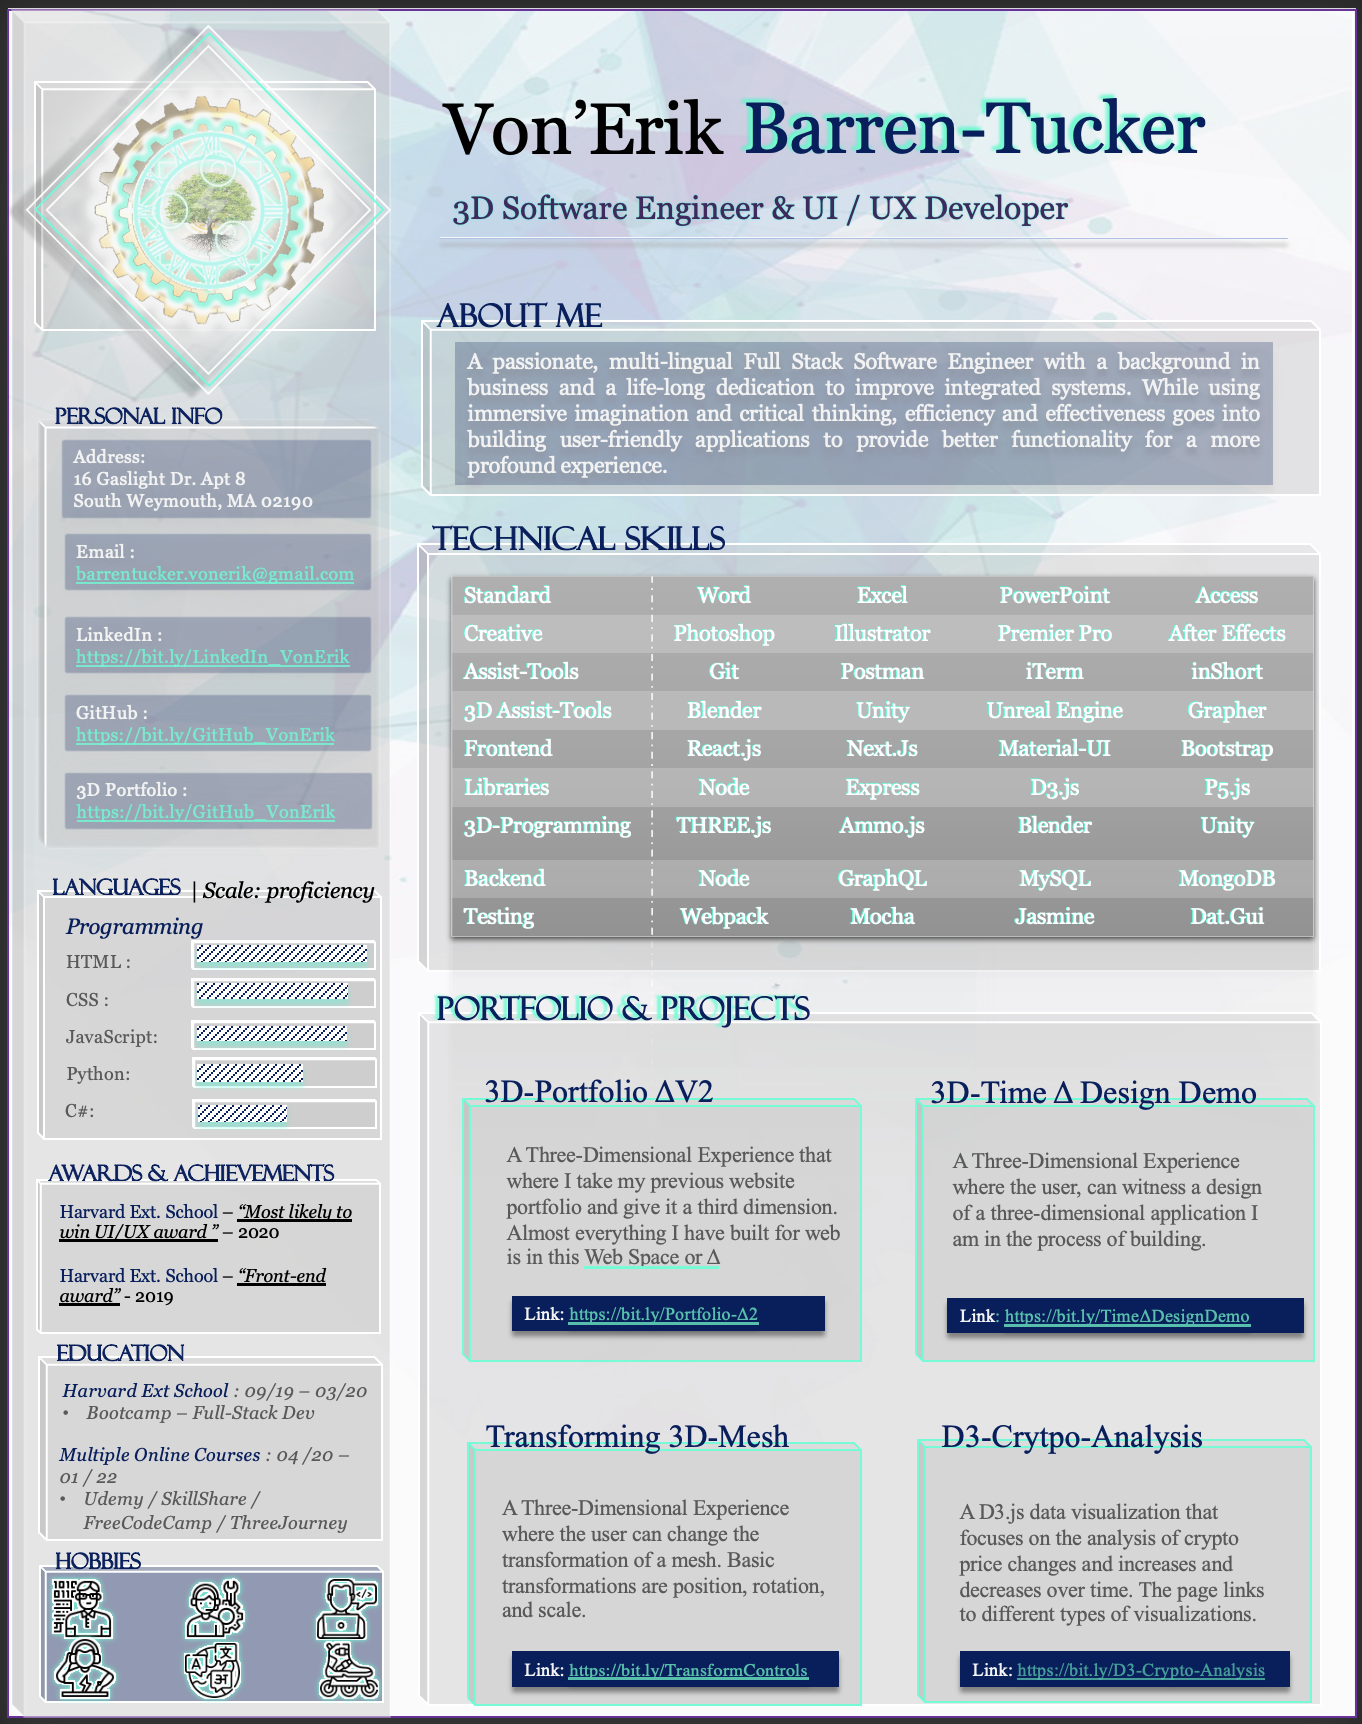 Von’Erik Barren-Tucker
3D Software Engineer & UI / UX Developer
ABOUT ME
A passionate, multi-lingual Full Stack Software Engineer with a background in
business and a life-long dedication to improve integrated systems. While using
immersive imagination and critical thinking, efficiency and effectiveness goes into
building user-friendly applications to provide better functionality for a more
profound experience.
PERSONAL INFO
Address:
16 Gaslight Dr. Apt 8
South Weymouth, MA 02190
Email :
barrentucker.vonerik@gmail.com
LinkedIn :
https://bit.ly/LinkedIn_VonErik
GitHub :
https://bit.ly/GitHub_VonErik
3D Portfolio :
https://bit.ly/GitHub_VonErik
LANGUAGES | Scale: proficiency
Programming
HTML :
CSS :
JavaScript:
Python:
C#:
AWARDS & ACHIEVEMENTS
Harvard Ext. School – “Most likely to
win UI/UX award ” – 2020
Harvard Ext. School – “Front-end
award” - 2019
EDUCATION
Harvard Ext School : 09/19 – 03/20
• Bootcamp – Full-Stack Dev
Multiple Online Courses : 04 /20 –
01 / 22
• Udemy / SkillShare /
FreeCodeCamp / ThreeJourney
HOBBIES
TECHNICAL SKILLS
Standard Word Excel PowerPoint Access
Creative Photoshop Illustrator Premier Pro After Effects
Assist-Tools Git Postman iTerm inShort
3D Assist-Tools Blender Unity Unreal Engine Grapher
Frontend React.js Next.Js Material-UI Bootstrap
Libraries Node Express D3.js P5.js
3D-Programming THREE.js Ammo.js Blender Unity
Backend Node GraphQL MySQL MongoDB
Testing Webpack Mocha Jasmine Dat.Gui
PORTFOLIO & PROJECTS
3D-Portfolio ΔV2
A Three-Dimensional Experience that
where I take my previous website
portfolio and give it a third dimension.
Almost everything I have built for web
is in this Web Space or Δ
Link: https://bit.ly/Portfolio-Δ2
3D-Time Δ Design Demo
A Three-Dimensional Experience
where the user, can witness a design
of a three-dimensional application I
am in the process of building.
Link: https://bit.ly/TimeΔDesignDemo
Transforming 3D-Mesh
A Three-Dimensional Experience
where the user can change the
transformation of a mesh. Basic
transformations are position, rotation,
and scale.
Link: https://bit.ly/TransformControls
D3-Crytpo-Analysis
A D3.js data visualization that
focuses on the analysis of crypto
price changes and increases and
decreases over time. The page links
to different types of visualizations.
Link: https://bit.ly/D3-Crypto-Analysis